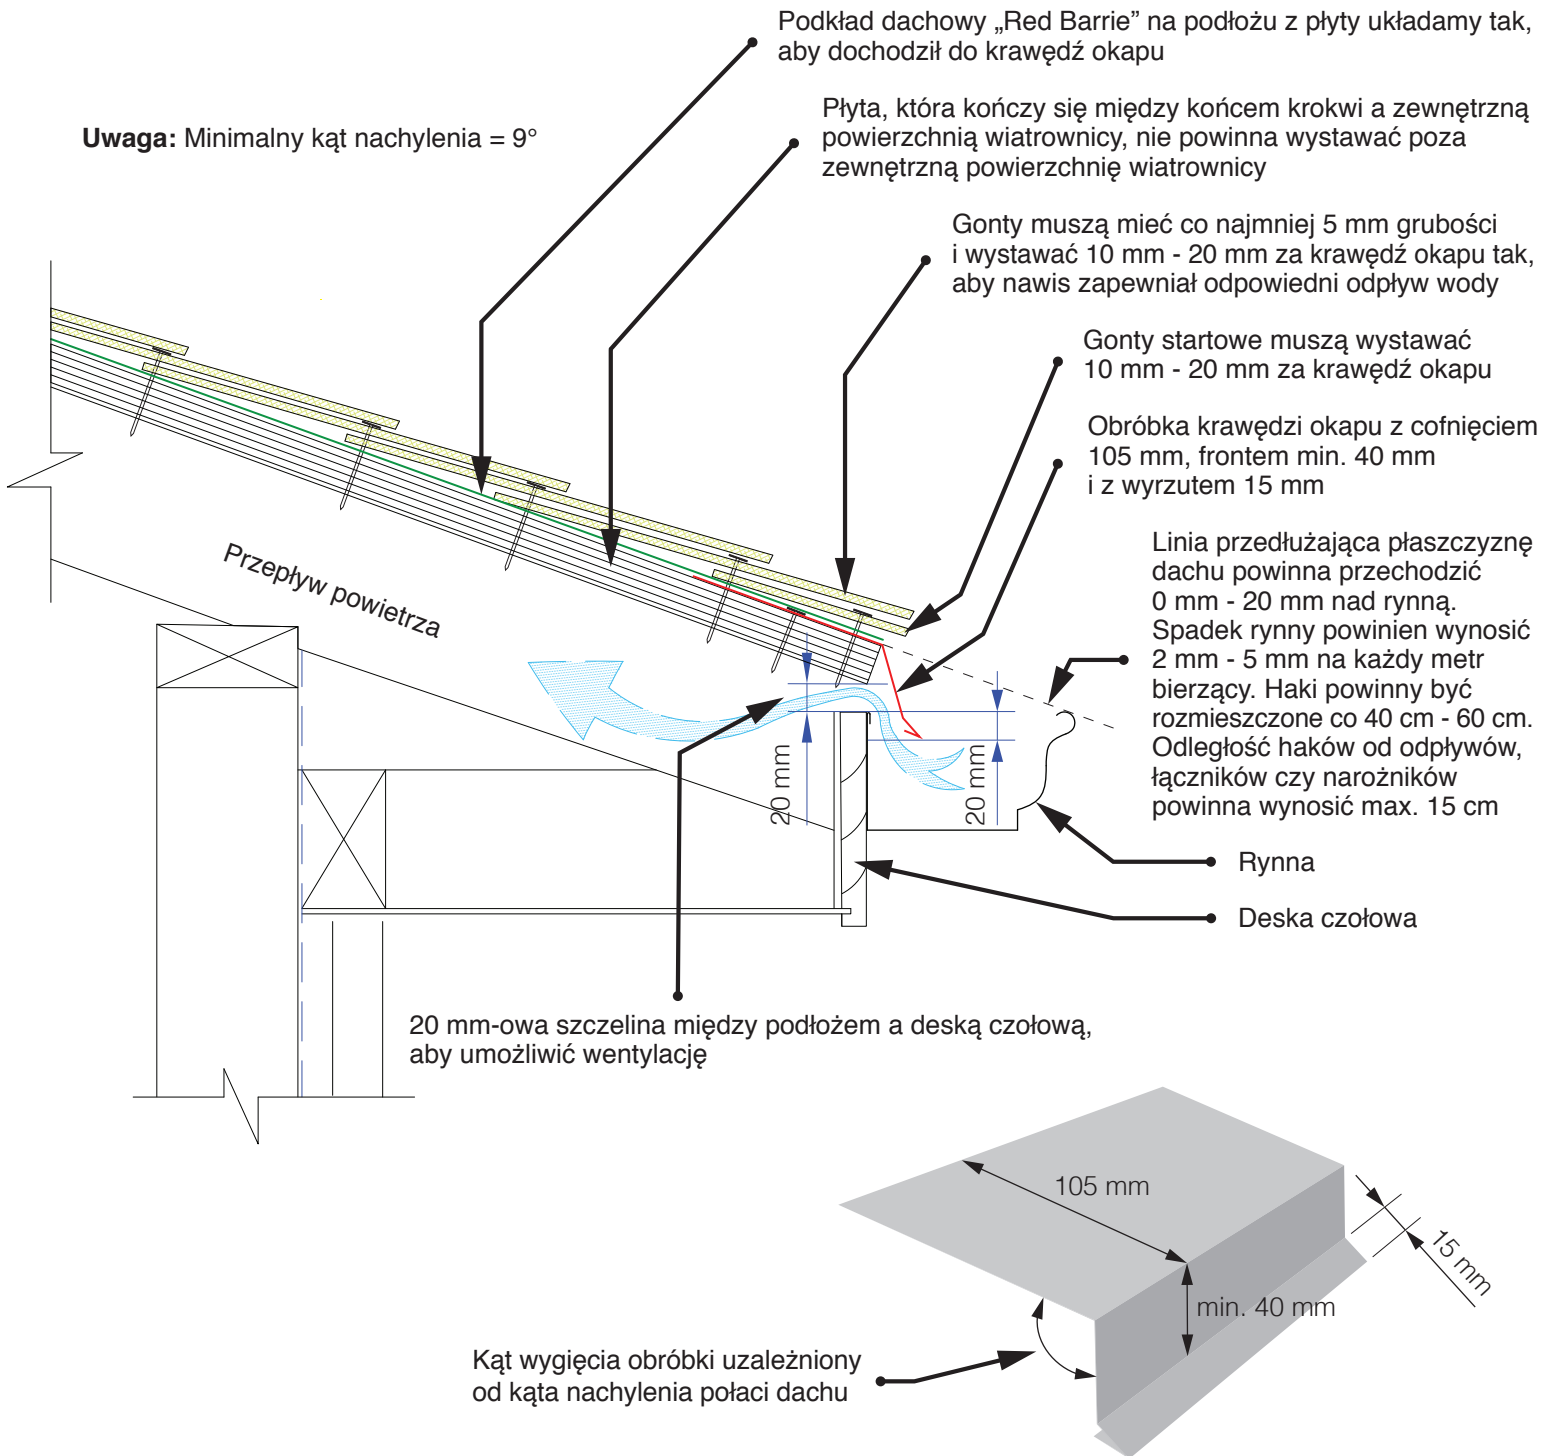 Podkład dachowy „Red Barrie” na podłożu z płyty układamy tak,
aby dochodził do krawędź okapu
Uwaga: Minimalny kąt nachylenia = 9°
Płyta, która kończy się między końcem krokwi a zewnętrzną
powierzchnią wiatrownicy, nie powinna wystawać poza
zewnętrzną powierzchnię wiatrownicy
Gonty muszą mieć co najmniej 5 mm grubości
i wystawać 10 mm - 20 mm za krawędź okapu tak,
aby nawis zapewniał odpowiedni odpływ wody
Gonty startowe muszą wystawać
10 mm - 20 mm za krawędź okapu
Obróbka krawędzi okapu z cofnięciem
105 mm, frontem min. 40 mm
i z wyrzutem 15 mm
Linia przedłużająca płaszczyznę
dachu powinna przechodzić
0 mm - 20 mm nad rynną.
Spadek rynny powinien wynosić
2 mm - 5 mm na każdy metr
bierzący. Haki powinny być
rozmieszczone co 40 cm - 60 cm.
Odległość haków od odpływów,
łączników czy narożników
powinna wynosić max. 15 cm
Przepływ powietrza
20 mm
20 mm
Rynna
Deska czołowa
20 mm-owa szczelina między podłożem a deską czołową,
aby umożliwić wentylację
105 mm
15 mm
min. 40 mm
Kąt wygięcia obróbki uzależniony
od kąta nachylenia połaci dachu